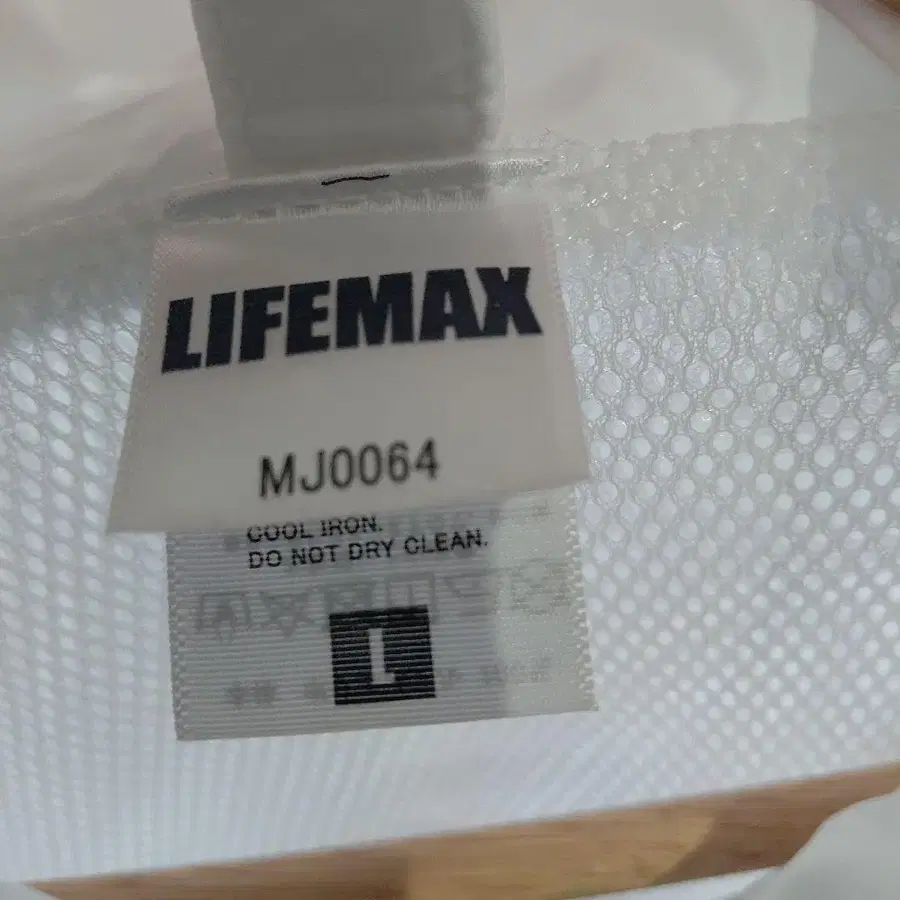 LIFEMAX
MJ0064
COOL IRON.
DO NOT DRY CLEAN.
L